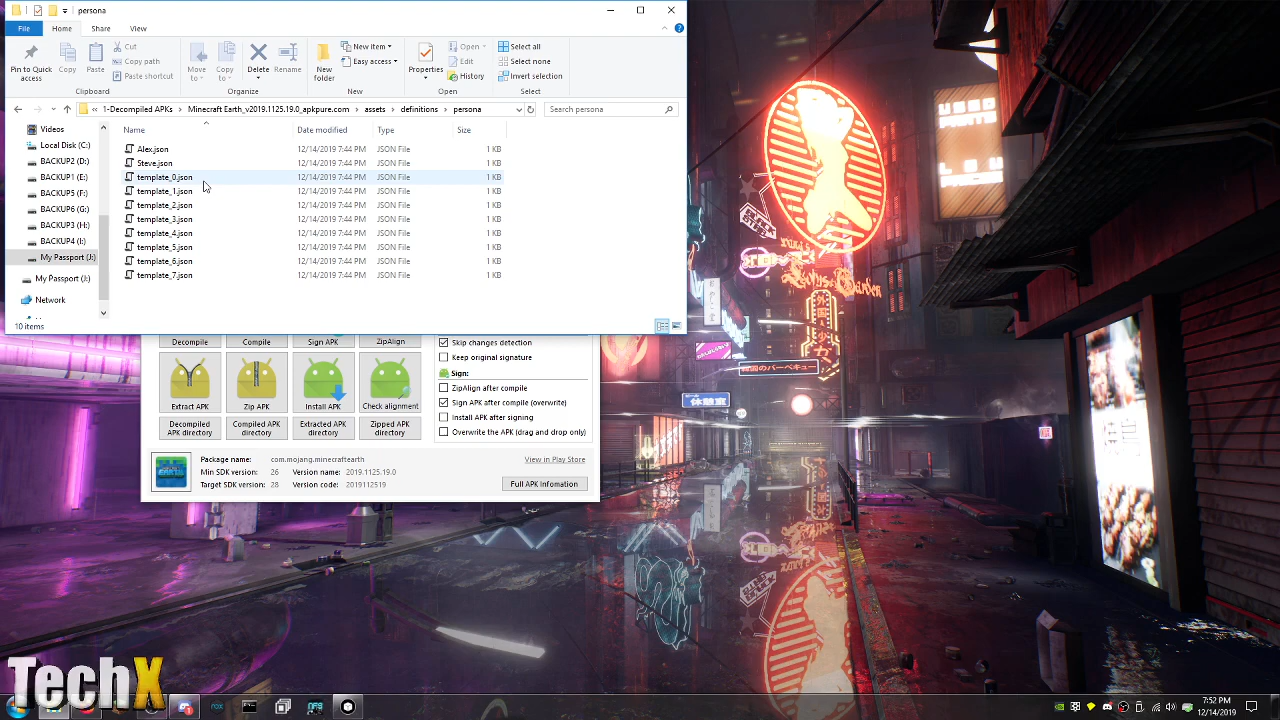 persona
File
Home
Share
View
Pin to Quick access
Copy
Paste
Cut
Copy path
Paste shortcut
Clipboard
Move to
Copy to
Delete
Rename
Organize
New folder
New item
Easy access
New
Properties
Open
Edit
History
Open
Select all
Select none
Invert selection
Select
« 1-Decompiled APKs > Minecraft Earth_v2019.1125.19.0_apkpure.com > assets > definitions > persona
Search persona
Videos
Local Disk (C:)
BACKUP2 (D:)
BACKUP1 (E:)
BACKUP5 (F:)
BACKUP6 (G:)
BACKUP3 (H:)
BACKUP4 (I:)
My Passport (J:)
My Passport (J:)
Network
Name Date modified Type Size
Alex.json 12/14/2019 7:44 PM JSON File 1 KB
Steve.json 12/14/2019 7:44 PM JSON File 1 KB
template_0.json 12/14/2019 7:44 PM JSON File 1 KB
template_1.json 12/14/2019 7:44 PM JSON File 1 KB
template_2.json 12/14/2019 7:44 PM JSON File 1 KB
template_3.json 12/14/2019 7:44 PM JSON File 1 KB
template_4.json 12/14/2019 7:44 PM JSON File 1 KB
template_5.json 12/14/2019 7:44 PM JSON File 1 KB
template_6.json 12/14/2019 7:44 PM JSON File 1 KB
template_7.json 12/14/2019 7:44 PM JSON File 1 KB
10 items
Decompile
Compile
Sign APK
ZipAlign
Extract APK
Zip APK
Install APK
Check alignment
Decompiled APK directory
Compiled APK directory
Extracted APK directory
Zipped APK directory
Skip changes detection
Keep original signature
Sign:
ZipAlign after compile
Sign APK after compile (overwrite)
Install APK after signing
Overwrite the APK (drag and drop only)
Package name: com.mojang.minecraftearth
View in Play Store
Min SDK version: 26 Version name: 2019.1125.19.0
Target SDK version: 28 Version code: 2019112519
Full APK Infomation
USED
外国人少女
休憩室
TechX
7:52 PM
12/14/2019